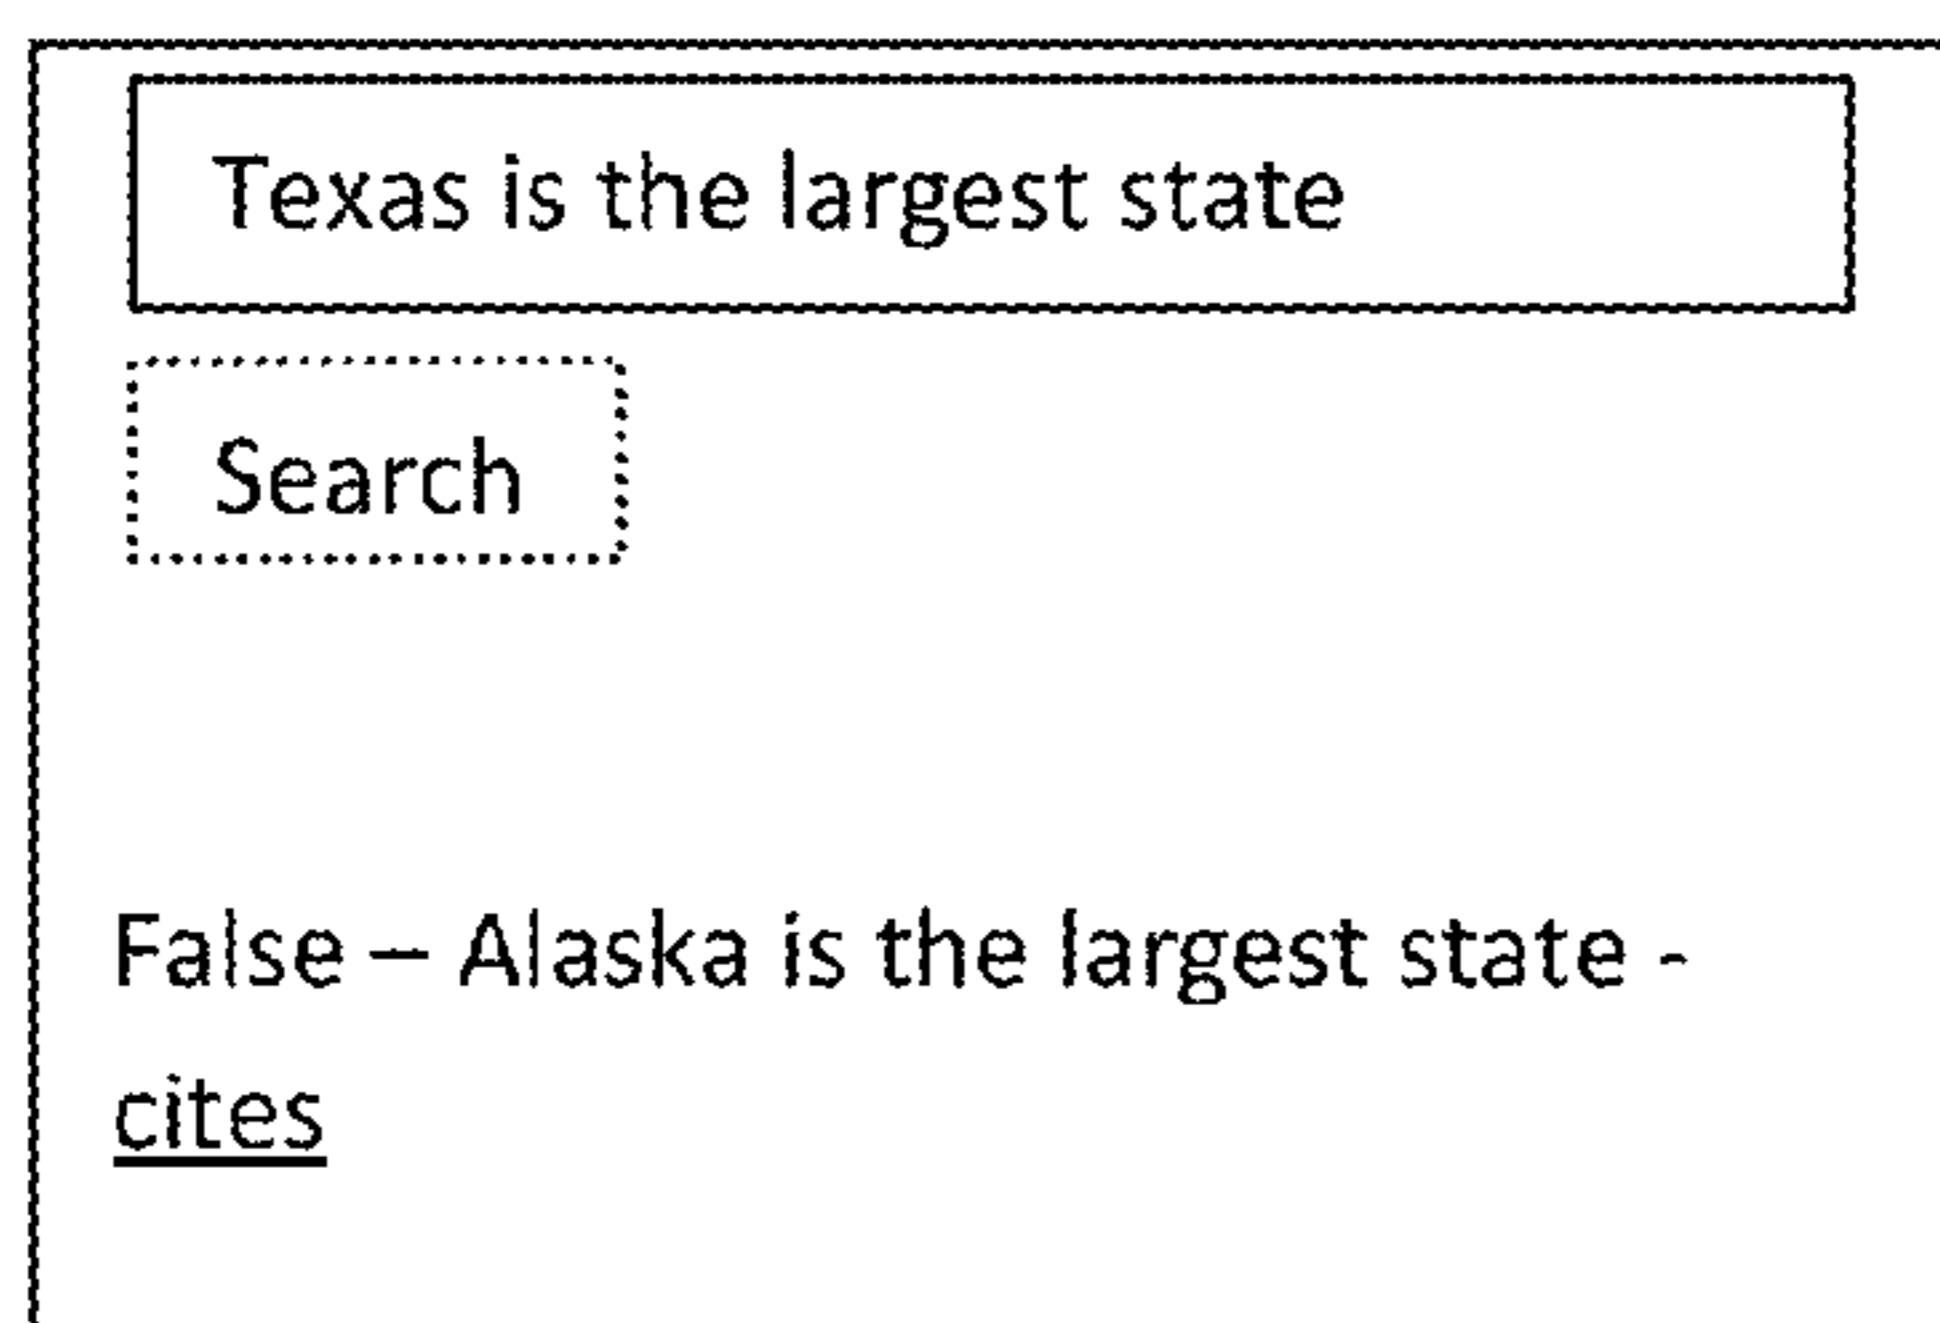 Texas is the largest state
Search
False – Alaska is the largest state -
cites